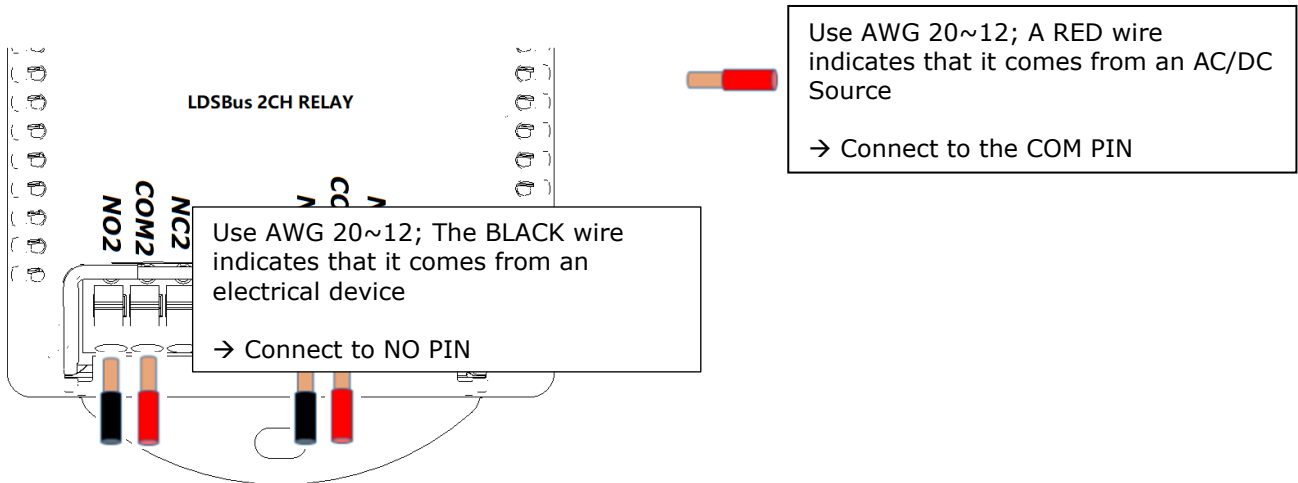 Use AWG 20~12; A RED wire
indicates that it comes from an AC/DC
Source
→ Connect to the COM PIN
LDSBus 2CH RELAY
NO2
COM2
NC2
Use AWG 20~12; The BLACK wire
indicates that it comes from an
electrical device
→ Connect to NO PIN